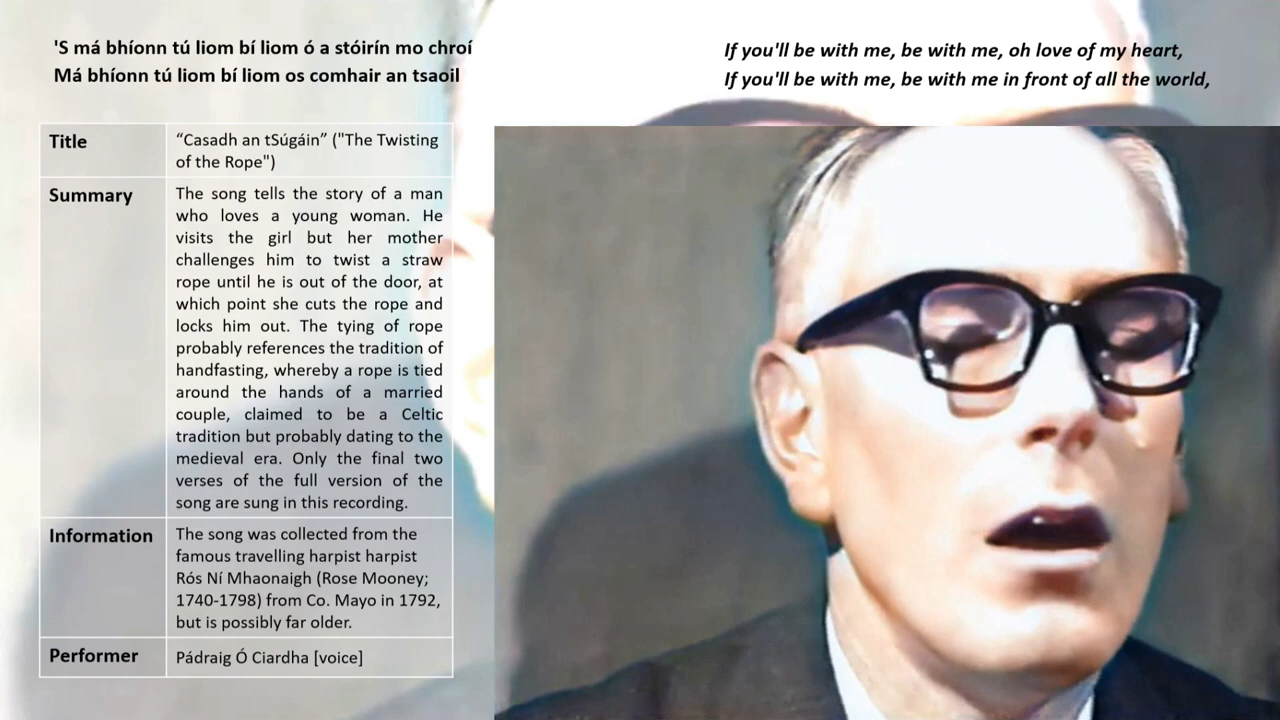 'S má bhíonn tú liom bí liom ó a stóirín mo chroí
Má bhíonn tú liom bí liom os comhair an tsaoil
If you'll be with me, be with me, oh love of my heart,
If you'll be with me, be with me in front of all the world,
Title
“Casadh an tSúgáin” ("The Twisting
of the Rope")
Summary
The song tells the story of a man
who loves a young woman. He
visits the girl but her mother
challenges him to twist a straw
rope until he is out of the door, at
which point she cuts the rope and
locks him out. The tying of rope
probably references the tradition of
handfasting, whereby a rope is tied
around the hands of a married
couple, claimed to be a Celtic
tradition but probably dating to the
medieval era. Only the final two
verses of the full version of the
song are sung in this recording.
Information
The song was collected from the
famous travelling harpist harpist
Rós Ní Mhaonaigh (Rose Mooney;
1740-1798) from Co. Mayo in 1792,
but is possibly far older.
Performer
Pádraig Ó Ciardha [voice]